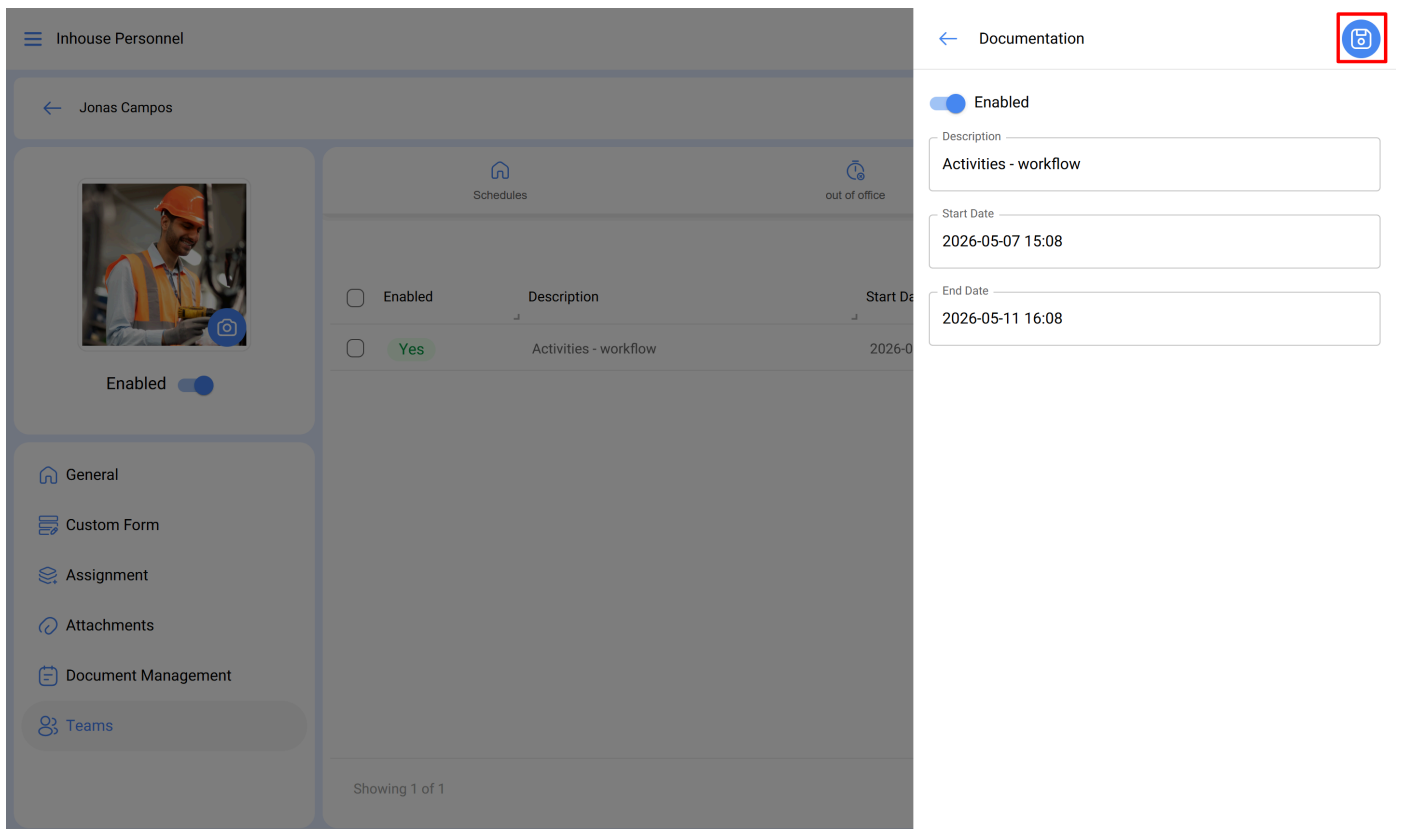 Inhouse Personnel
Jonas Campos
Enabled
General
Custom Form
Assignment
Attachments
Document Management
Teams
Schedules
out of office
Enabled Description Start Da
Yes Activities - workflow 2026-0
Showing 1 of 1
Documentation
Enabled
Description
Activities - workflow
Start Date
2026-05-07 15:08
End Date
2026-05-11 16:08